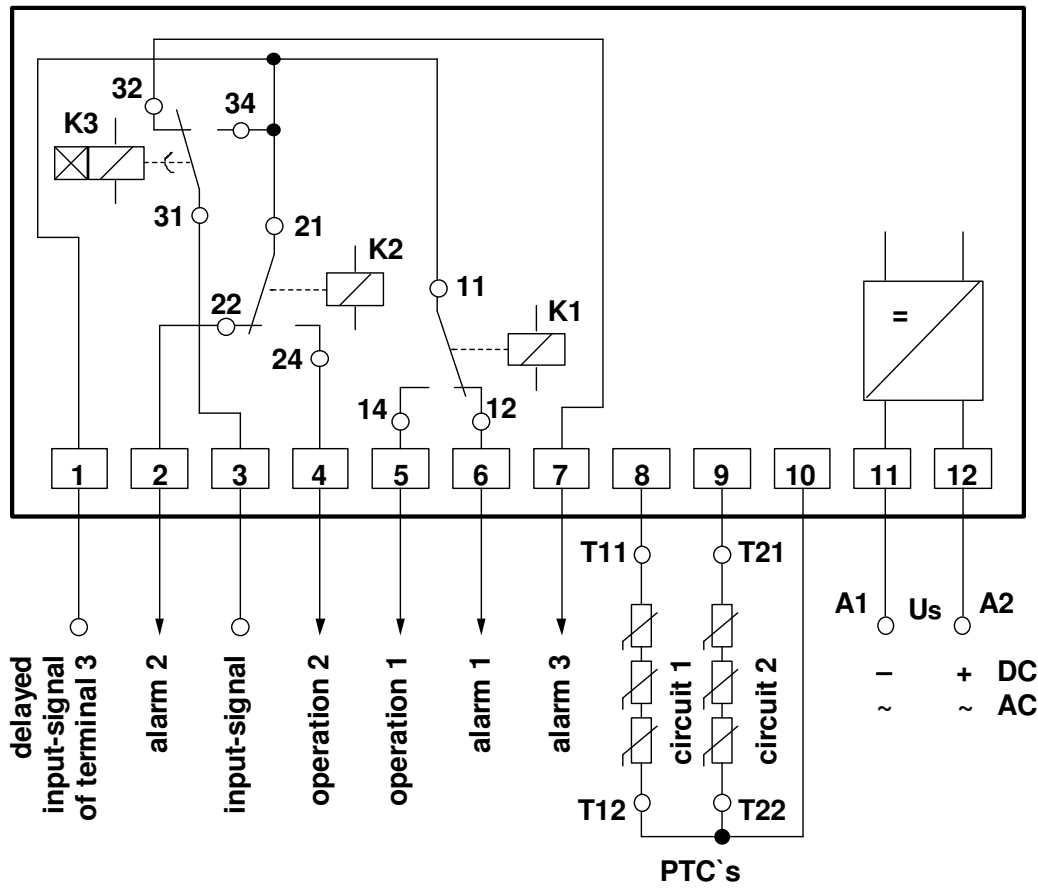 32
34
K3
31
21
K2
11
22
K1
24
14
12
=
1
2
3
4
5
6
7
8
9
10
11
12
T11
T21
A1
Us
A2
–
+
DC
~
~
AC
delayed
input-signal
of terminal 3
alarm 2
input-signal
operation 2
operation 1
alarm 1
alarm 3
circuit 1
circuit 2
T12
T22
PTC`s